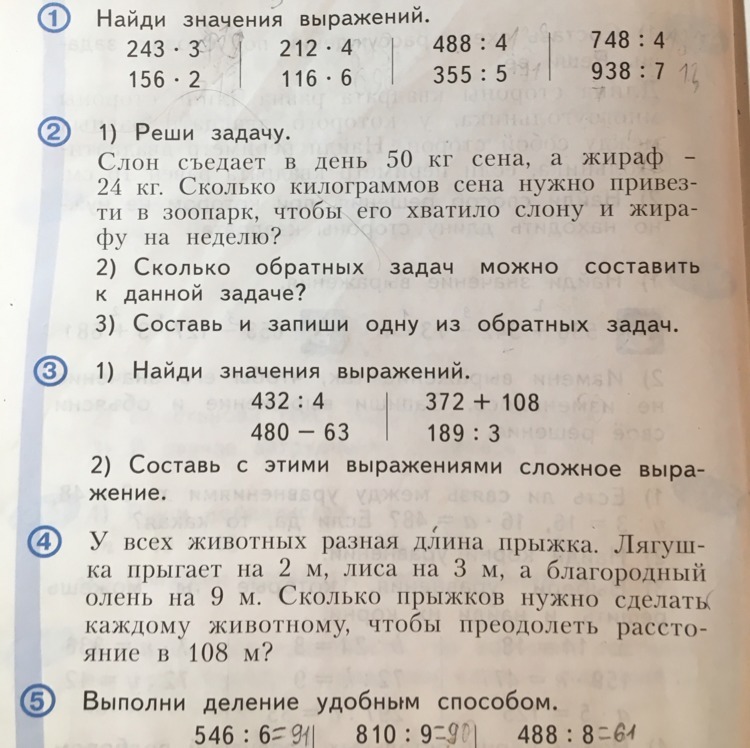 1 Найди значения выражений.
243 · 3 212 · 4 488 : 4 748 : 4
156 · 2 116 · 6 355 : 5 938 : 7
2 1) Реши задачу.
Слон съедает в день 50 кг сена, а жираф –
24 кг. Сколько килограммов сена нужно привез-
ти в зоопарк, чтобы его хватило слону и жира-
фу на неделю?
2) Сколько обратных задач можно составить
к данной задаче?
3) Составь и запиши одну из обратных задач.
3 1) Найди значения выражений.
432 : 4 372 + 108
480 – 63 189 : 3
2) Составь с этими выражениями сложное выра-
жение.
4 У всех животных разная длина прыжка. Лягуш-
ка прыгает на 2 м, лиса на 3 м, а благородный
олень на 9 м. Сколько прыжков нужно сделать
каждому животному, чтобы преодолеть рассто-
яние в 108 м?
5 Выполни деление удобным способом.
546 : 6=91 810 : 9=90 488 : 8=61